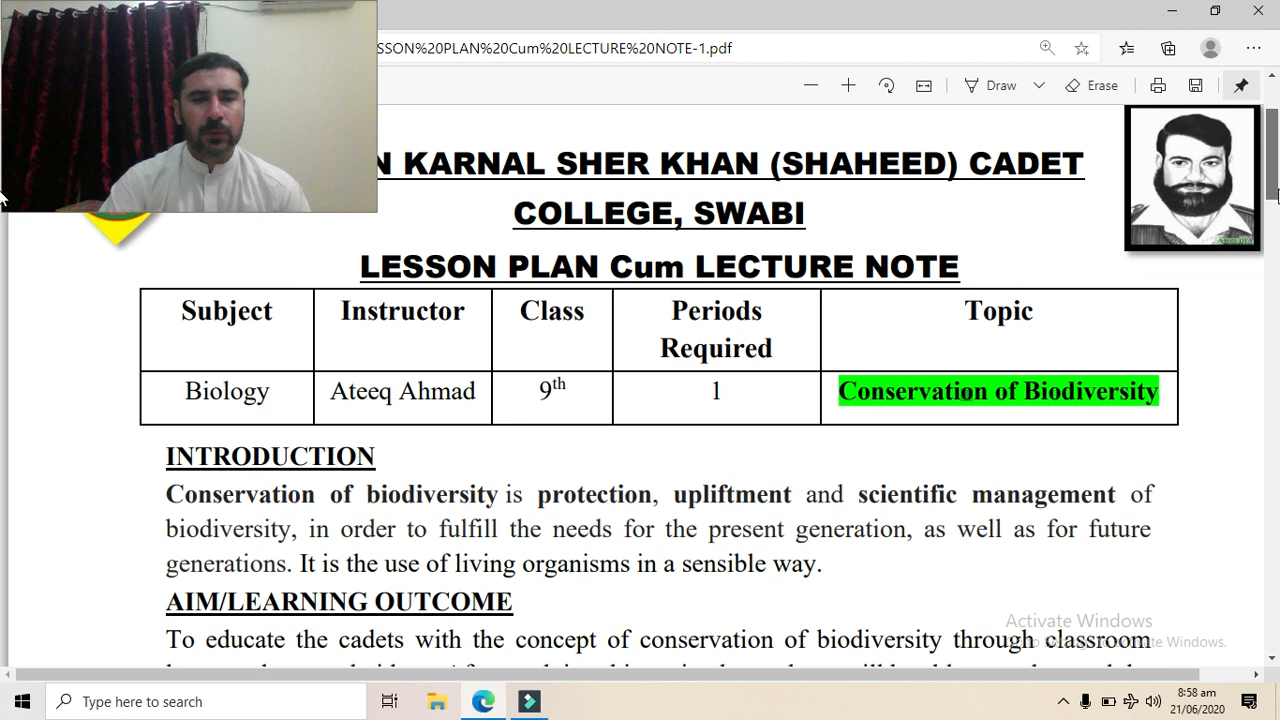 SSON%20PLAN%20Cum%20LECTURE%20NOTE-1.pdf
Draw
Erase
N KARNAL SHER KHAN (SHAHEED) CADET
COLLEGE, SWABI
LESSON PLAN Cum LECTURE NOTE
Subject Instructor Class Periods Required Topic
Biology Ateeq Ahmad 9th 1 Conservation of Biodiversity
INTRODUCTION
Conservation of biodiversity is protection, upliftment and scientific management of
biodiversity, in order to fulfill the needs for the present generation, as well as for future
generations. It is the use of living organisms in a sensible way.
AIM/LEARNING OUTCOME
To educate the cadets with the concept of conservation of biodiversity through classroom
Activate Windows
Type here to search
8:58 am
21/06/2020